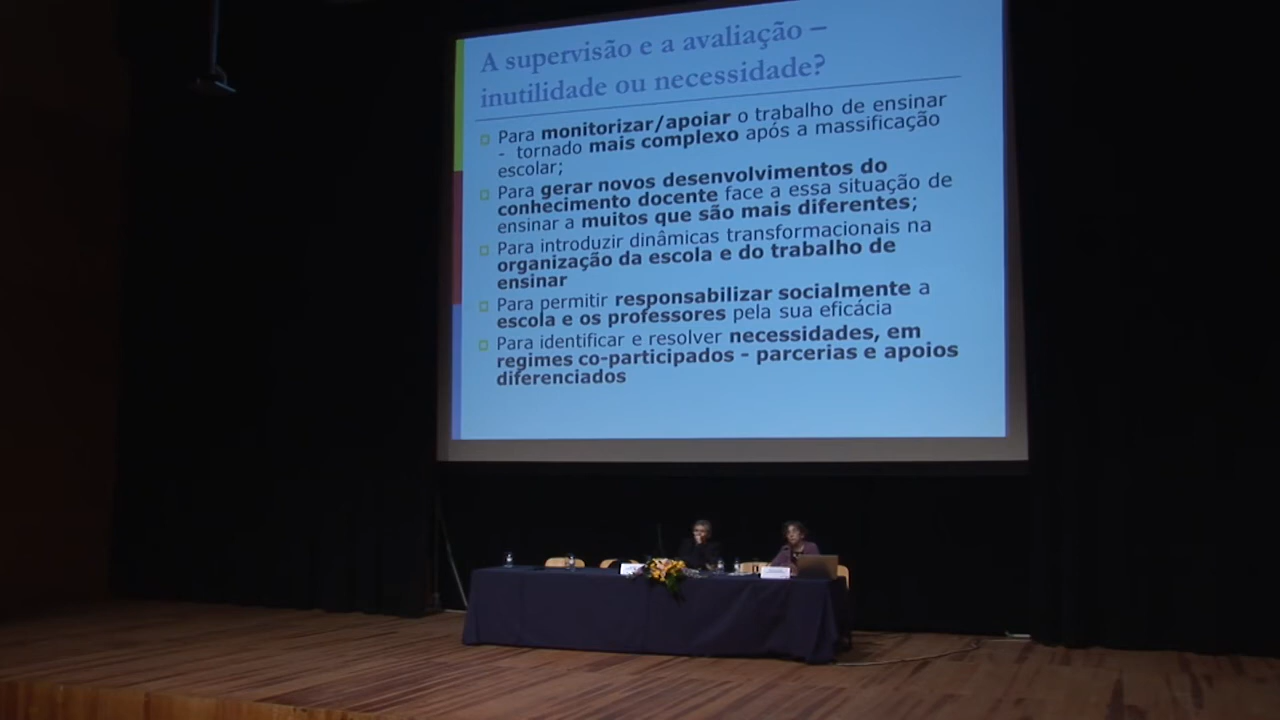 A supervisão e a avaliação –
inutilidade ou necessidade?
Para monitorizar/apoiar o trabalho de ensinar
- tornado mais complexo após a massificação
escolar;
Para gerar novos desenvolvimentos do
conhecimento docente face a essa situação de
ensinar a muitos que são mais diferentes;
Para introduzir dinâmicas transformacionais na
organização da escola e do trabalho de
ensinar
Para permitir responsabilizar socialmente a
escola e os professores pela sua eficácia
Para identificar e resolver necessidades, em
regimes co-participados - parcerias e apoios
diferenciados